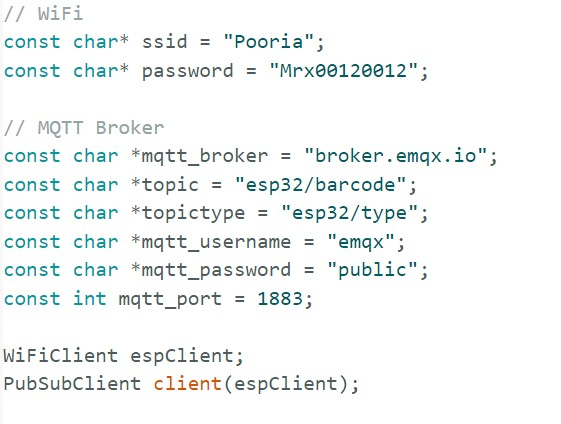 // WiFi
const char* ssid = "Pooria";
const char* password = "Mrx00120012";
// MQTT Broker
const char *mqtt_broker = "broker.emqx.io";
const char *topic = "esp32/barcode";
const char *topictype = "esp32/type";
const char *mqtt_username = "emqx";
const char *mqtt_password = "public";
const int mqtt_port = 1883;
WiFiClient espClient;
PubSubClient client(espClient);